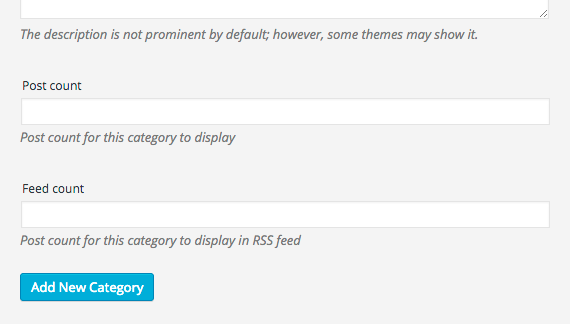 The description is not prominent by default; however, some themes may show it.
Post count
Post count for this category to display
Feed count
Post count for this category to display in RSS feed
Add New Category